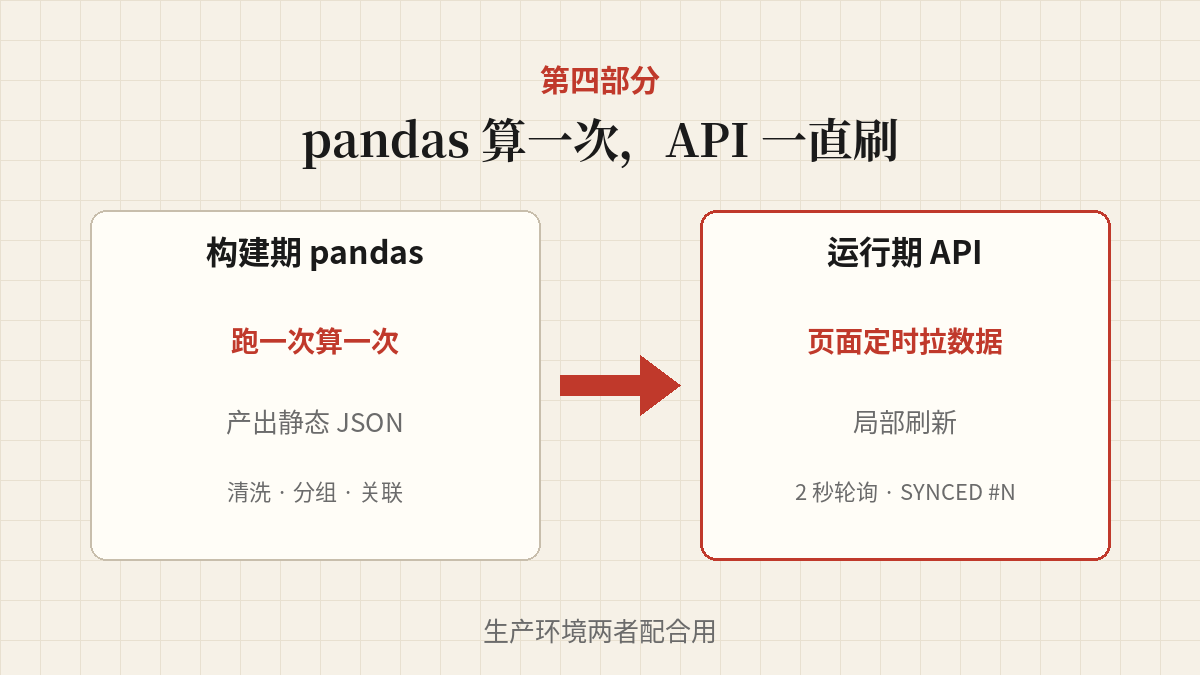 第四部分
pandas 算一次，API 一直刷
构建期 pandas
跑一次算一次
产出静态 JSON
清洗 · 分组 · 关联
运行期 API
页面定时拉数据
局部刷新
2 秒轮询 · SYNCED #N
生产环境两者配合用